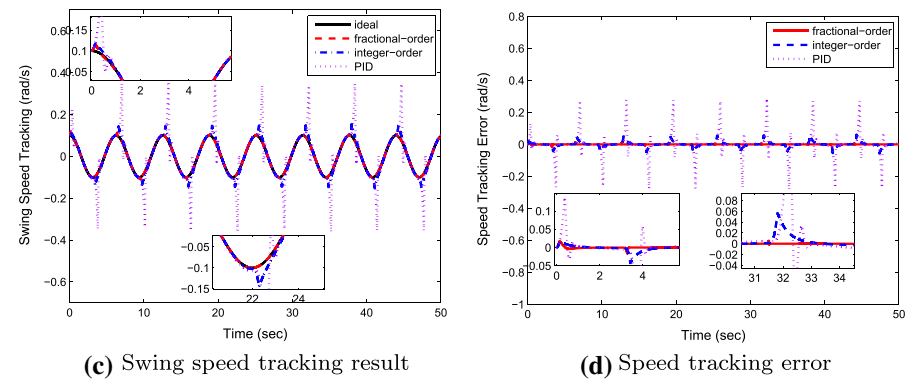 Swing Speed Tracking (rad/s)
0.6
0.4
0.2
0
−0.2
−0.4
−0.6
0.1
0.05
0 2 4
ideal
fractional−order
integer−order
PID
−0.05
−0.1
−0.15
22 24
0 10 20 30 40 50
Time (sec)
(c) Swing speed tracking result
Speed Tracking Error (rad/s)
0.8
0.6
0.4
0.2
0
−0.2
−0.4
−0.6
−0.8
−1
fractional−order
integer−order
PID
0.1
0.05
0
0.05
0 2 4
0.08
0.06
0.04
0.02
0
−0.02
−0.04
31 32 33 34
0 10 20 30 40 50
Time (sec)
(d) Speed tracking error